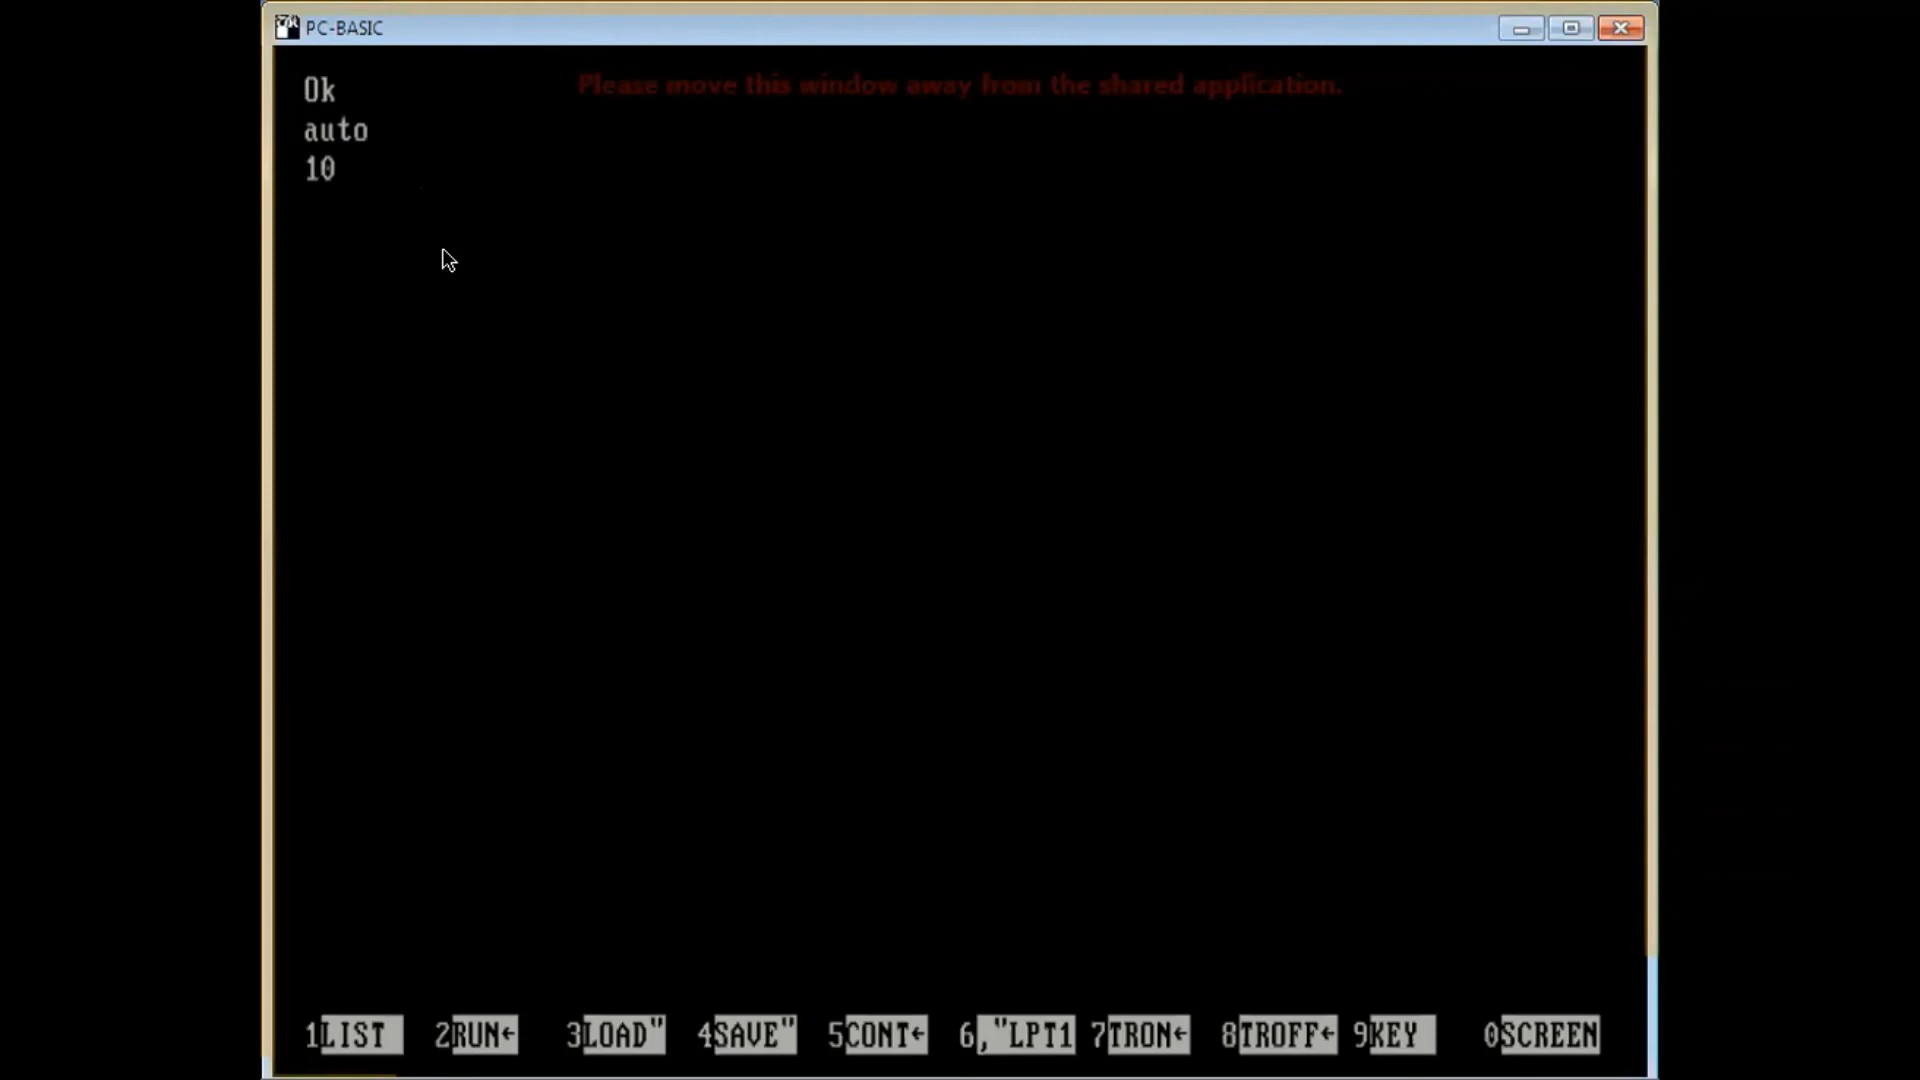 PC-BASIC
Please move this window away from the shared application.
Ok
auto
10
1LIST 2RUN← 3LOAD" 4SAVE" 5CONT← 6,"LPT1 7TRON← 8TROFF← 9KEY 0SCREEN